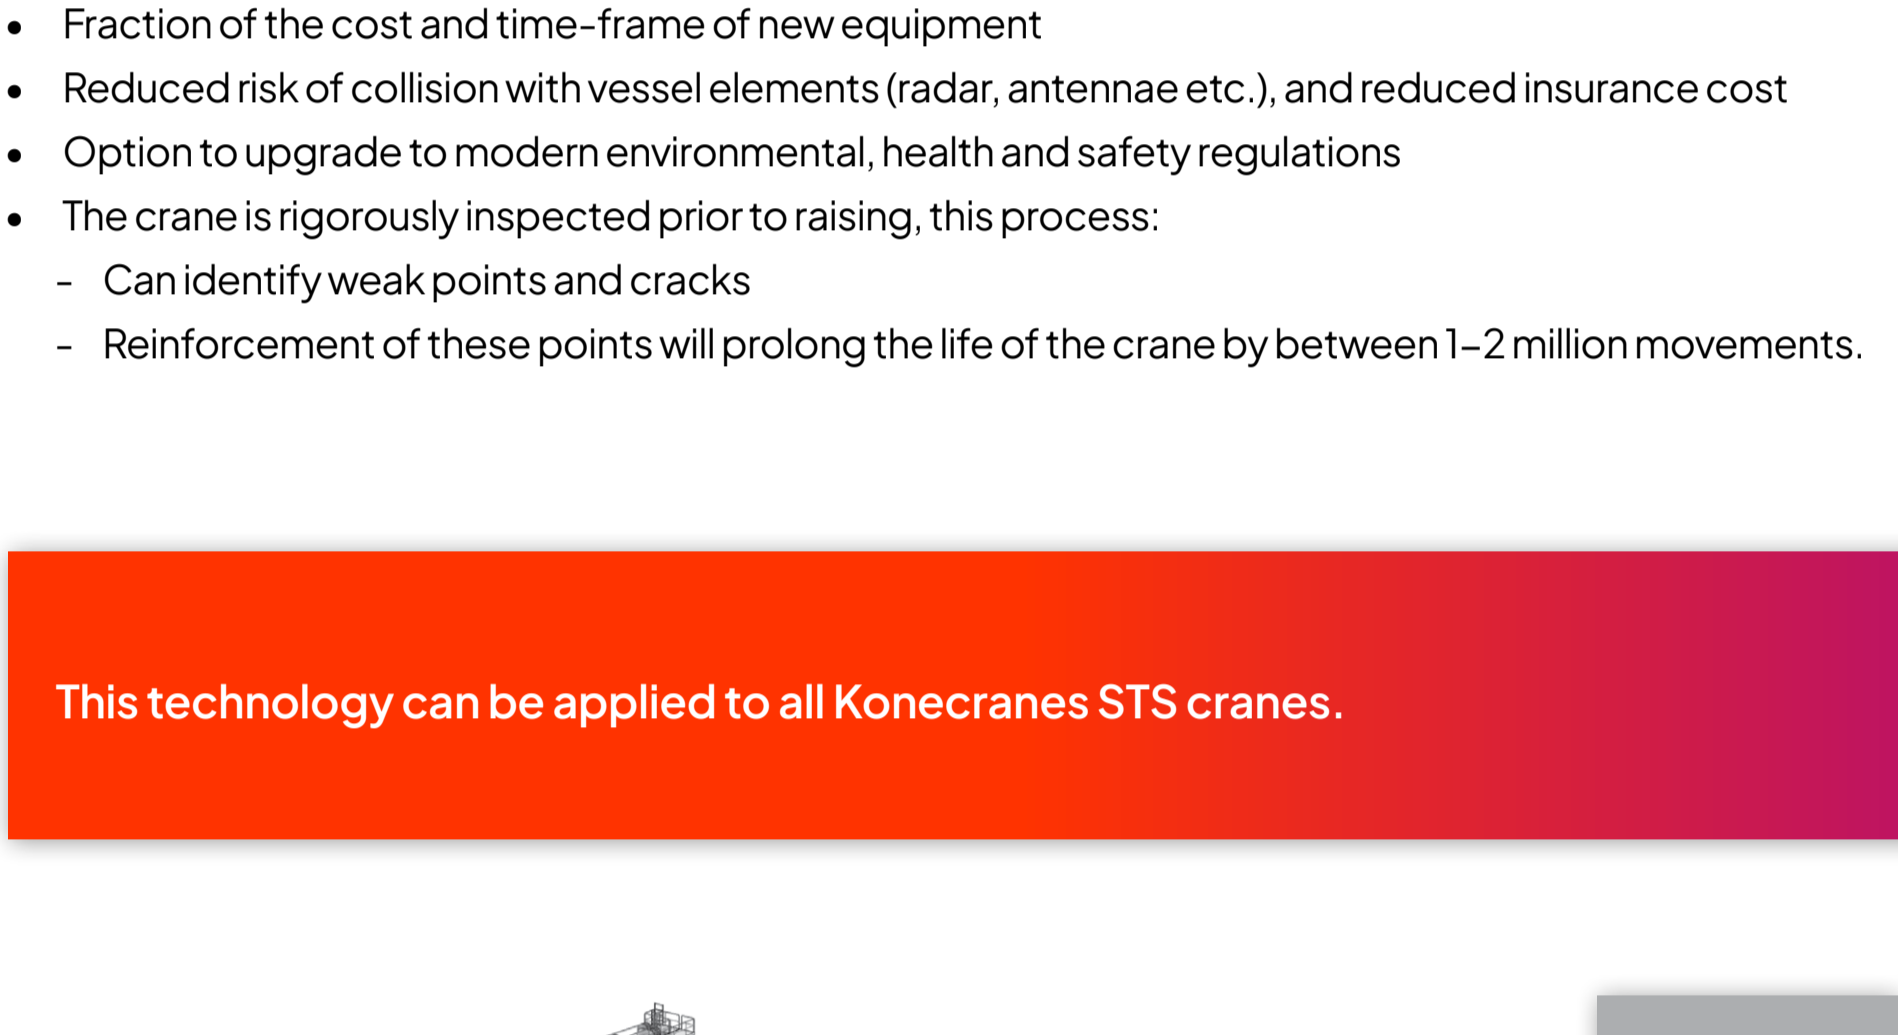 • Fraction of the cost and time-frame of new equipment
• Reduced risk of collision with vessel elements (radar, antennae etc.), and reduced insurance cost
• Option to upgrade to modern environmental, health and safety regulations
• The crane is rigorously inspected prior to raising, this process:
- Can identify weak points and cracks
- Reinforcement of these points will prolong the life of the crane by between 1–2 million movements.
This technology can be applied to all Konecranes STS cranes.